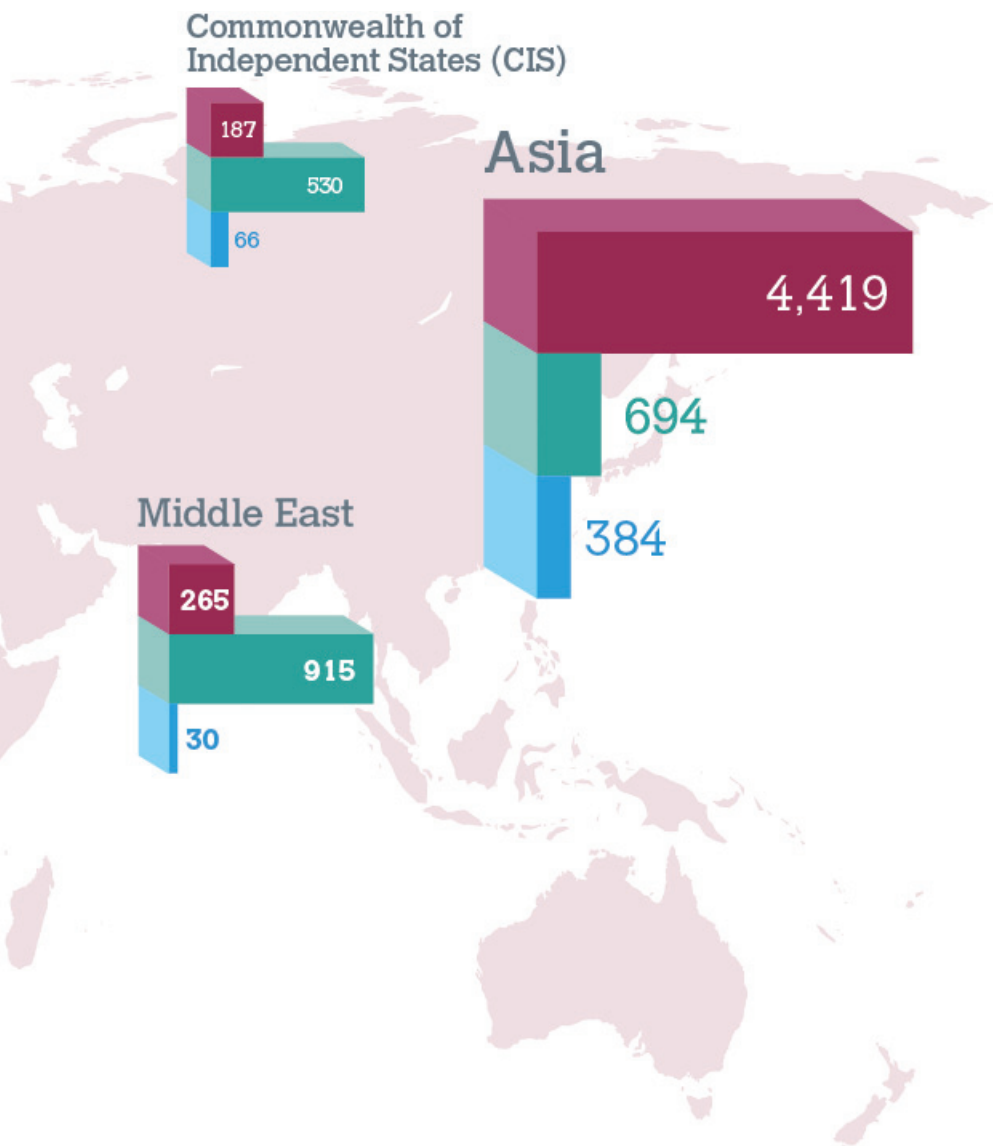 Commonwealth of
Independent States (CIS)
187
530
66
Asia
4,419
694
384
Middle East
265
915
30